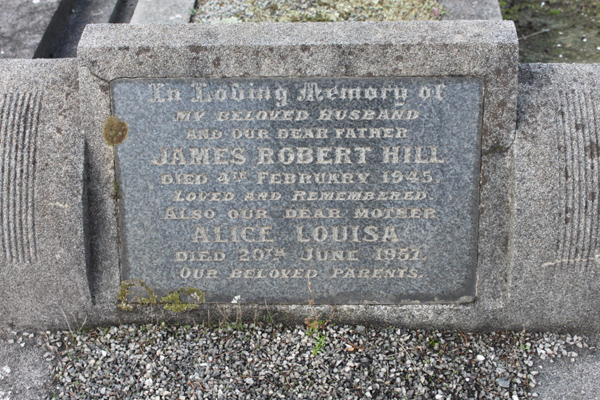 In Loving Memory of
MY BELOVED HUSBAND
AND OUR DEAR FATHER
JAMES ROBERT HILL
DIED 4TH FEBRUARY 1945.
LOVED AND REMEMBERED
ALSO OUR DEAR MOTHER
ALICE LOUISA
DIED 20TH JUNE 1957.
OUR BELOVED PARENTS.